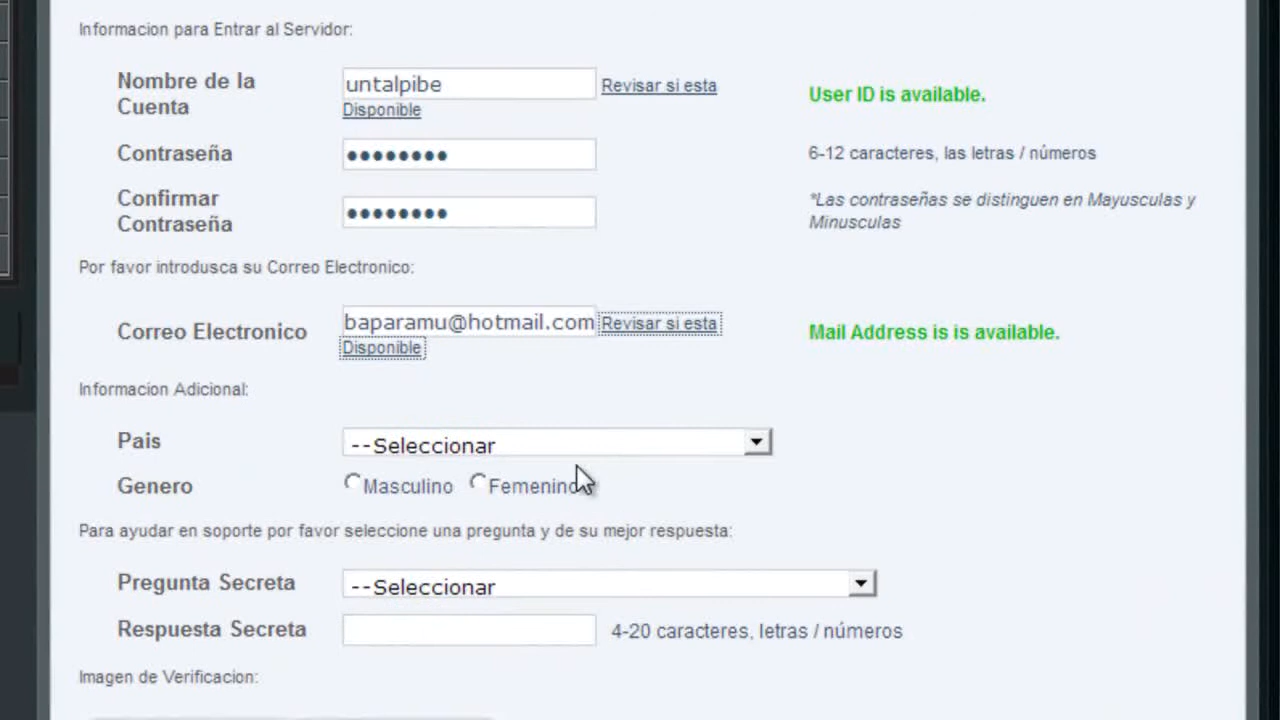 Informacion para Entrar al Servidor:
Nombre de la
Cuenta
untalpibe
Revisar si esta
Disponible
User ID is available.
Contraseña
••••••••
6-12 caracteres, las letras / números
Confirmar
Contraseña
••••••••
*Las contraseñas se distinguen en Mayusculas y
Minusculas
Por favor introdusca su Correo Electronico:
Correo Electronico
baparamu@hotmail.com
Revisar si esta
Disponible
Mail Address is is available.
Informacion Adicional:
Pais
--Seleccionar
Genero
Masculino
Femenino
Para ayudar en soporte por favor seleccione una pregunta y de su mejor respuesta:
Pregunta Secreta
--Seleccionar
Respuesta Secreta
4-20 caracteres, letras / números
Imagen de Verificacion: